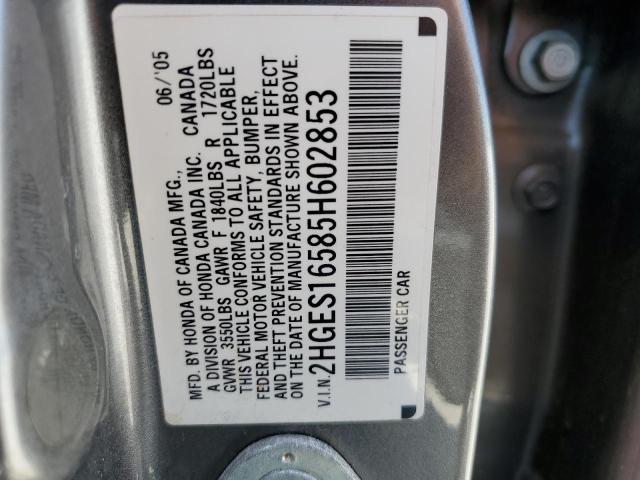 MFD. BY HONDA OF CANADA MFG., 06/'05
A DIVISION OF HONDA CANADA INC. CANADA
GVWR 3550LBS GAWR F 1840LBS R 1720LBS
THIS VEHICLE CONFORMS TO ALL APPLICABLE
FEDERAL MOTOR VEHICLE SAFETY, BUMPER,
AND THEFT PREVENTION STANDARDS IN EFFECT
ON THE DATE OF MANUFACTURE SHOWN ABOVE.
V.I.N. 2HGES16585H602853
PASSENGER CAR